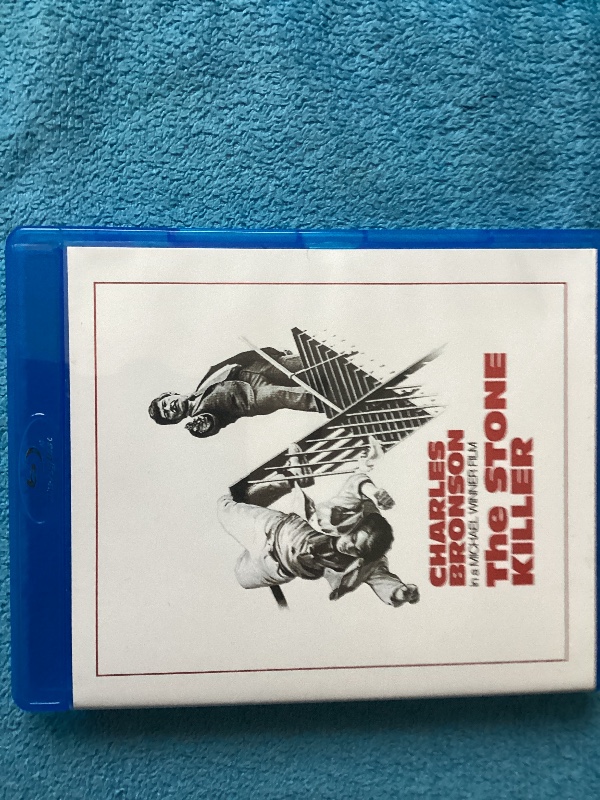 CHARLES
BRONSON
in a MICHAEL WINNER FILM
The STONE
KILLER